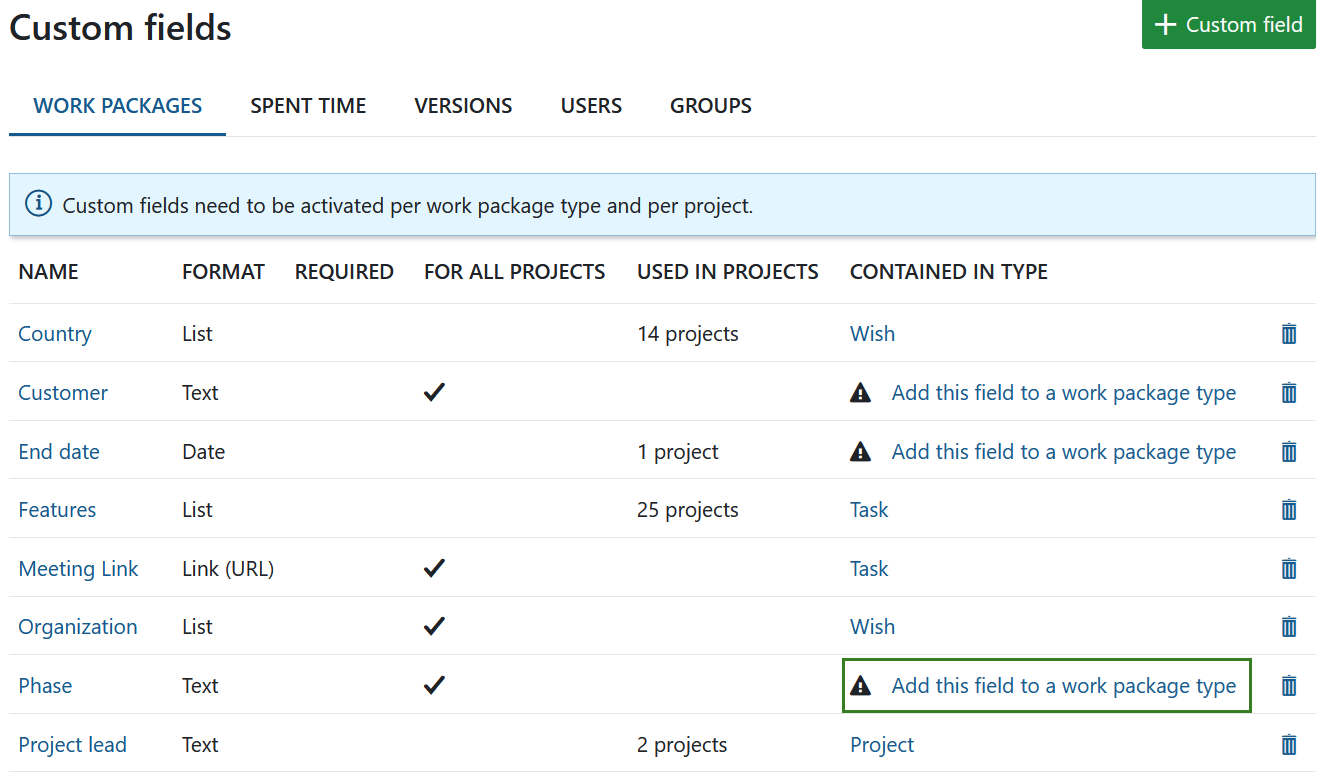 Custom fields
+ Custom field
WORK PACKAGES SPENT TIME VERSIONS USERS GROUPS
Custom fields need to be activated per work package type and per project.
NAME FORMAT REQUIRED FOR ALL PROJECTS USED IN PROJECTS CONTAINED IN TYPE
Country List 14 projects Wish
Customer Text ✓ Add this field to a work package type
End date Date 1 project Add this field to a work package type
Features List 25 projects Task
Meeting Link Link (URL) ✓ Task
Organization List ✓ Wish
Phase Text ✓ Add this field to a work package type
Project lead Text 2 projects Project